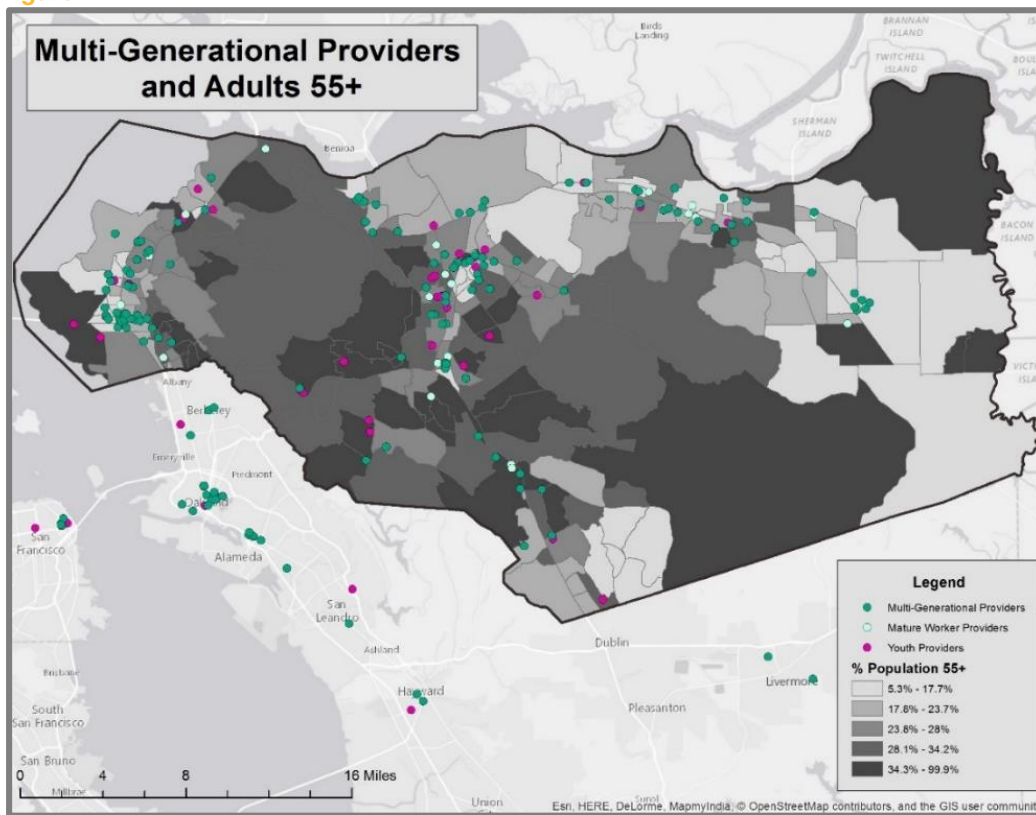 Multi-Generational Providers
and Adults 55+
Birds
Landing
BRANNAN
ISLAND
TWITCHELL
ISLAND
SHERMAN
ISLAND
Benicia
BACON
ISLAND
Albany
Berkeley
Emeryville
Piedmont
Oakland
San
Francisco
Alameda
San
Leandro
Ashland
Dublin
Hayward
Livermore
Pleasanton
Brisbane
South
San Francisco
San Bruno
Millbrae
Union
Legend
Multi-Generational Providers
Mature Worker Providers
Youth Providers
% Population 55+
5.3% - 17.7%
17.8% - 23.7%
23.8% - 28%
28.1% - 34.2%
34.3% - 99.9%
0 4 8 16 Miles
Esri, HERE, DeLorme, MapmyIndia, © OpenStreetMap contributors, and the GIS user communit